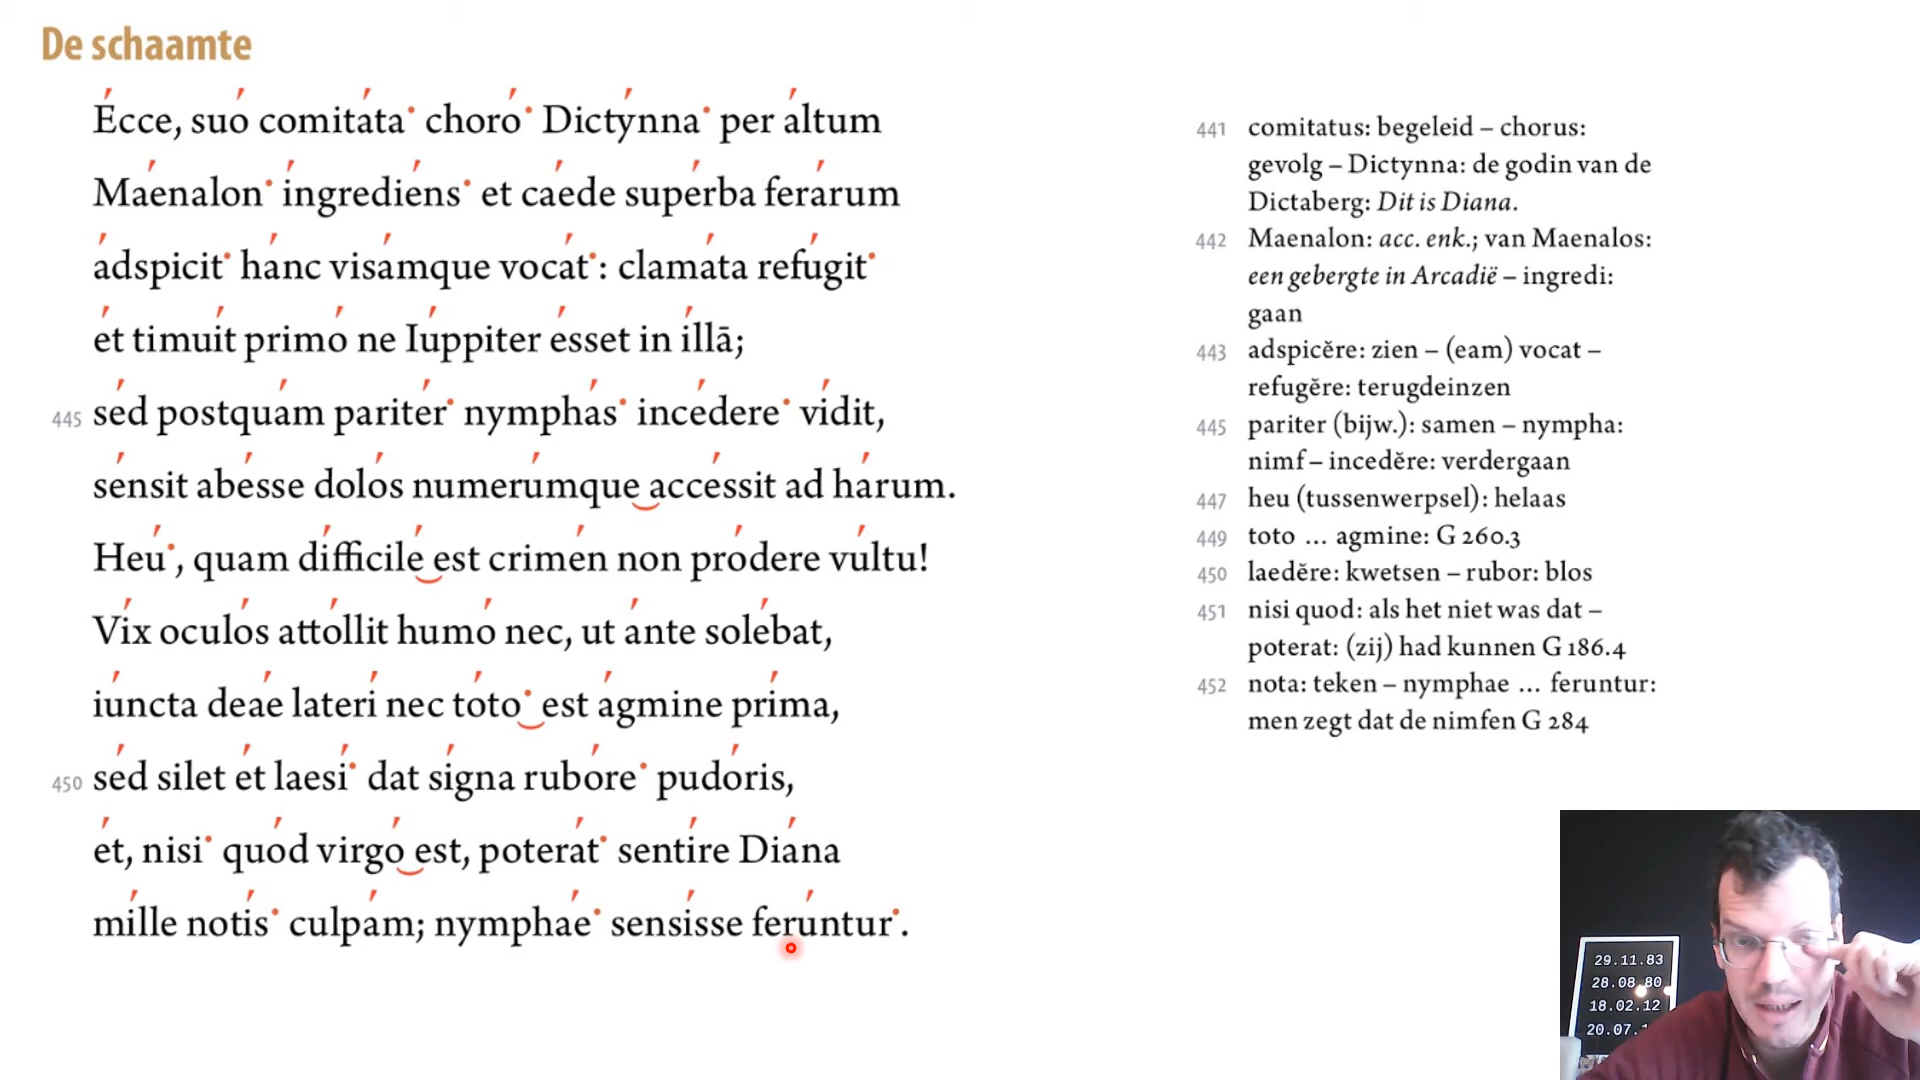 De schaamte
Ecce, suo comitata choro Dictynna per altum
Maenalon ingrediens et caede superba ferarum
adspicit hanc visamque vocat: clamata refugit
et timuit primo ne Iuppiter esset in illā;
445 sed postquam pariter nymphas incedere vidit,
sensit abesse dolos numerumque accessit ad harum.
Heu, quam difficile est crimen non prodere vultu!
Vix oculos attollit humo nec, ut ante solebat,
iuncta deae lateri nec toto est agmine prima,
450 sed silet et laesi dat signa rubore pudoris,
et, nisi quod virgo est, poterat sentire Diana
mille notis culpam; nymphae sensisse feruntur.
441 comitatus: begeleid – chorus:
gevolg – Dictynna: de godin van de
Dictaberg: Dit is Diana.
442 Maenalon: acc. enk.; van Maenalos:
een gebergte in Arcadië – ingredi:
gaan
443 adspicĕre: zien – (eam) vocat –
refugĕre: terugdeinzen
445 pariter (bijw.): samen – nympha:
nimf – incedĕre: verdergaan
447 heu (tussenwerpsel): helaas
449 toto ... agmine: G 260.3
450 laedĕre: kwetsen – rubor: blos
451 nisi quod: als het niet was dat –
poterat: (zij) had kunnen G 186.4
452 nota: teken – nymphae ... feruntur:
men zegt dat de nimfen G 284
29.11.83
28.08.80
18.02.12
20.07.